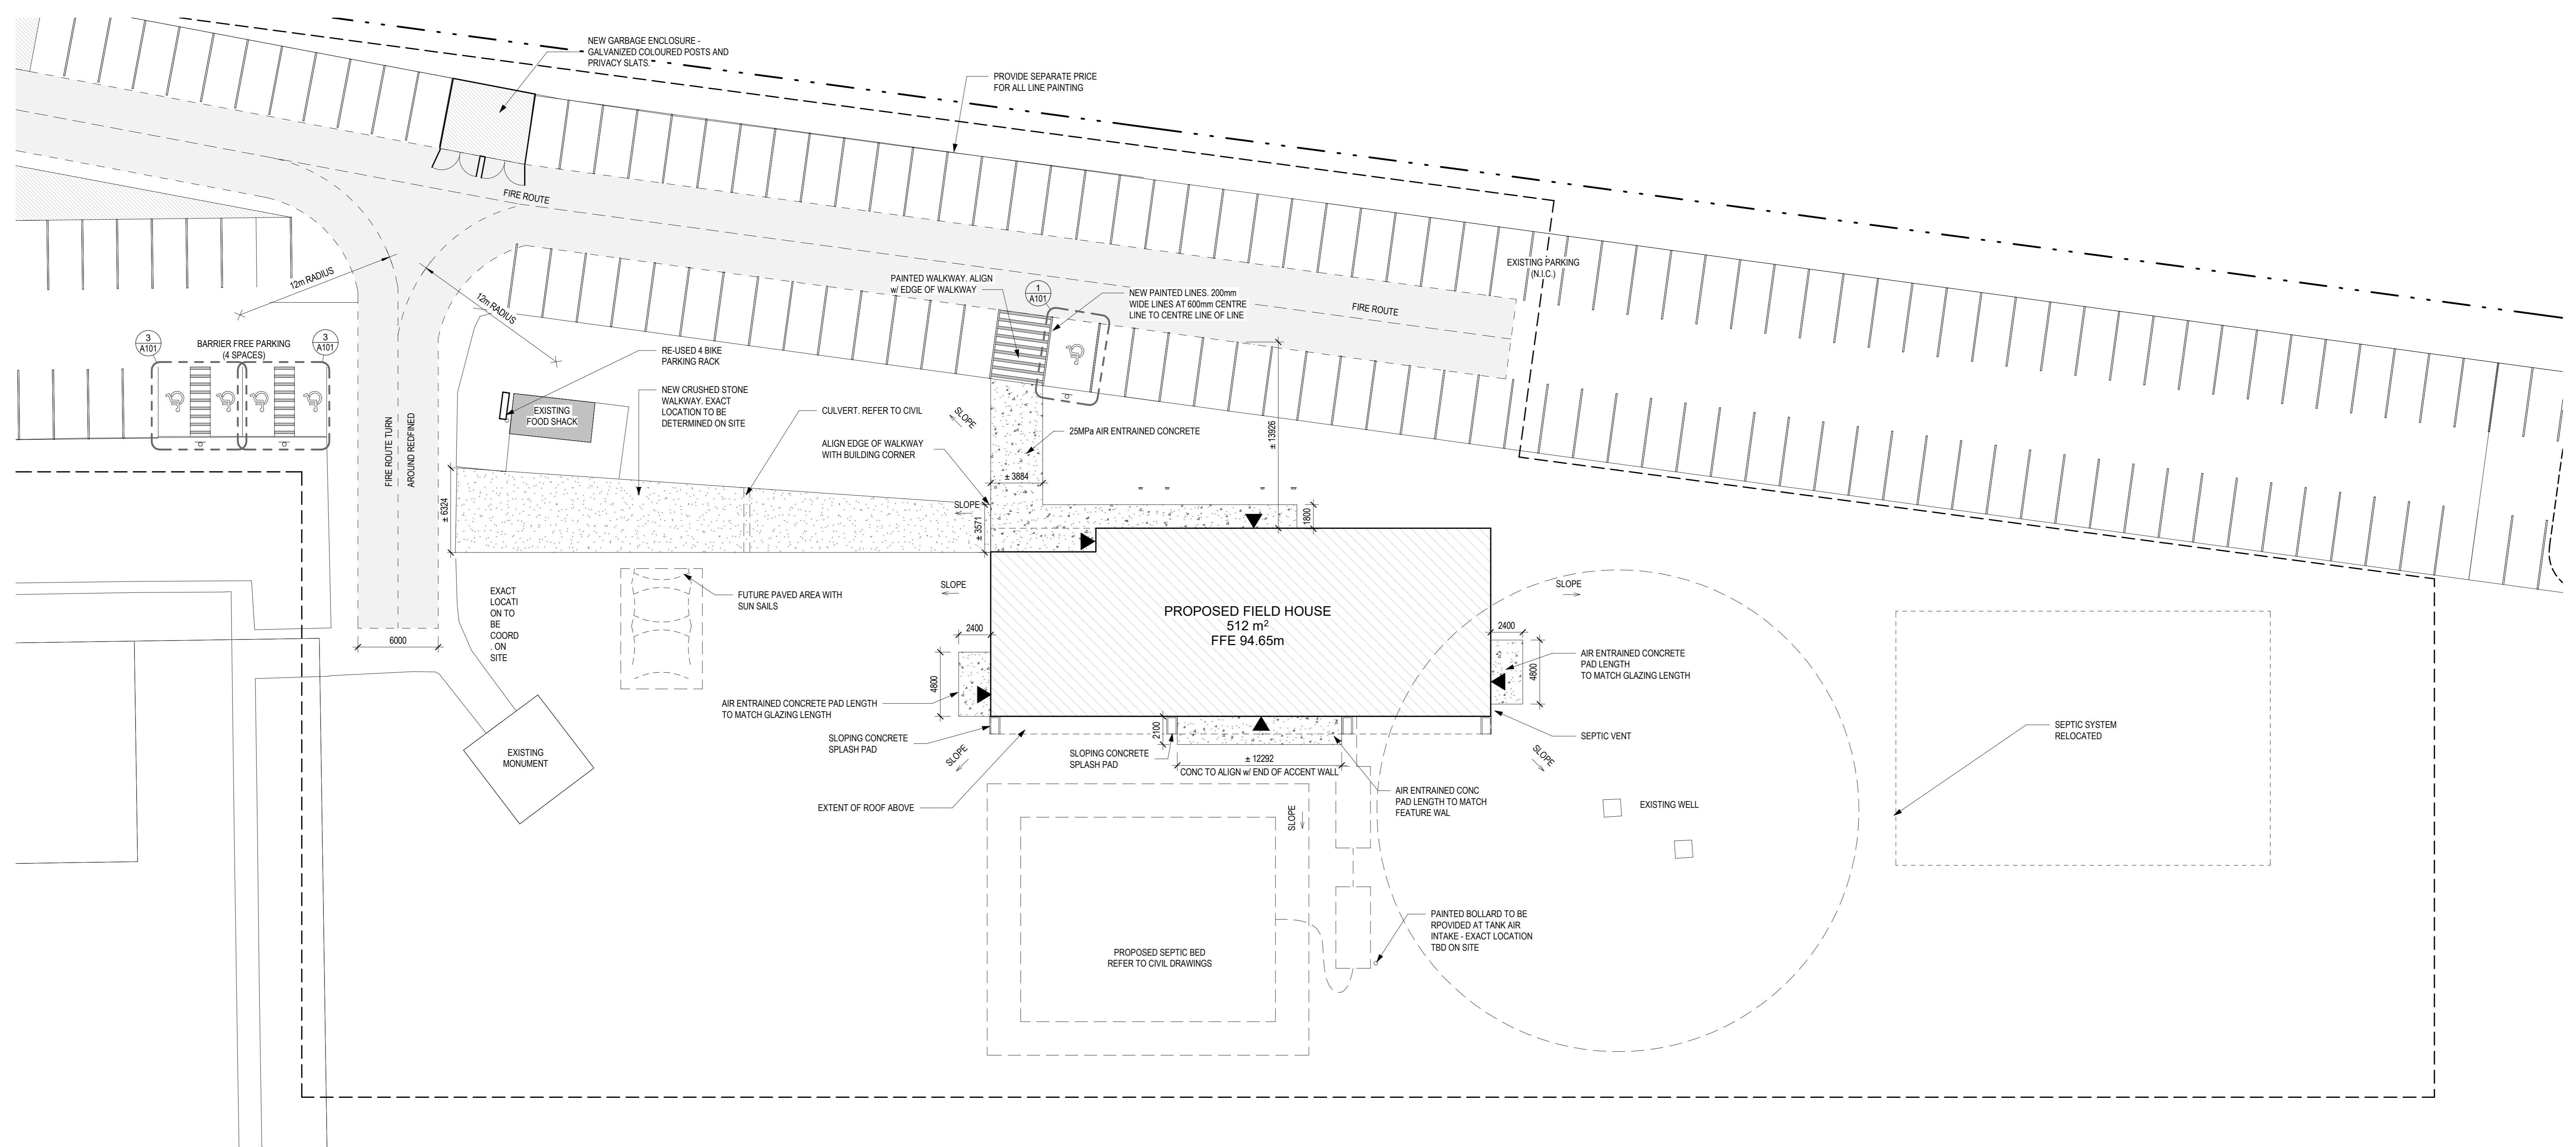 NEW GARBAGE ENCLOSURE -
GALVANIZED COLOURED POSTS AND
PRIVACY SLATS.
PROVIDE SEPARATE PRICE
FOR ALL LINE PAINTING
FIRE ROUTE
12m RADIUS
12m RADIUS
PAINTED WALKWAY. ALIGN
w/ EDGE OF WALKWAY
1
A101
NEW PAINTED LINES. 200mm
WIDE LINES AT 600mm CENTRE
LINE TO CENTRE LINE OF LINE
FIRE ROUTE
EXISTING PARKING
(N.I.C.)
3
A101
BARRIER FREE PARKING
(4 SPACES)
3
A101
RE-USED 4 BIKE
PARKING RACK
NEW CRUSHED STONE
WALKWAY. EXACT
LOCATION TO BE
DETERMINED ON SITE
EXISTING
FOOD SHACK
CULVERT. REFER TO CIVIL
ALIGN EDGE OF WALKWAY
WITH BUILDING CORNER
SLOPE
25MPa AIR ENTRAINED CONCRETE
± 13926
± 3884
FIRE ROUTE TURN
AROUND REDFINED
± 6324
SLOPE
± 3571
1800
EXACT
LOCATI
ON TO
BE
COORD
. ON
SITE
FUTURE PAVED AREA WITH
SUN SAILS
SLOPE
PROPOSED FIELD HOUSE
512 m²
FFE 94.65m
SLOPE
6000
2400
2400
4800
4800
AIR ENTRAINED CONCRETE
PAD LENGTH
TO MATCH GLAZING LENGTH
AIR ENTRAINED CONCRETE PAD LENGTH
TO MATCH GLAZING LENGTH
SLOPING CONCRETE
SPLASH PAD
SLOPE
2100
SLOPING CONCRETE
SPLASH PAD
± 12292
CONC TO ALIGN w/ END OF ACCENT WALL
SEPTIC VENT
SLOPE
SEPTIC SYSTEM
RELOCATED
EXISTING
MONUMENT
EXTENT OF ROOF ABOVE
SLOPE
AIR ENTRAINED CONC
PAD LENGTH TO MATCH
FEATURE WAL
EXISTING WELL
PAINTED BOLLARD TO BE
RPOVIDED AT TANK AIR
INTAKE - EXACT LOCATION
TBD ON SITE
PROPOSED SEPTIC BED
REFER TO CIVIL DRAWINGS